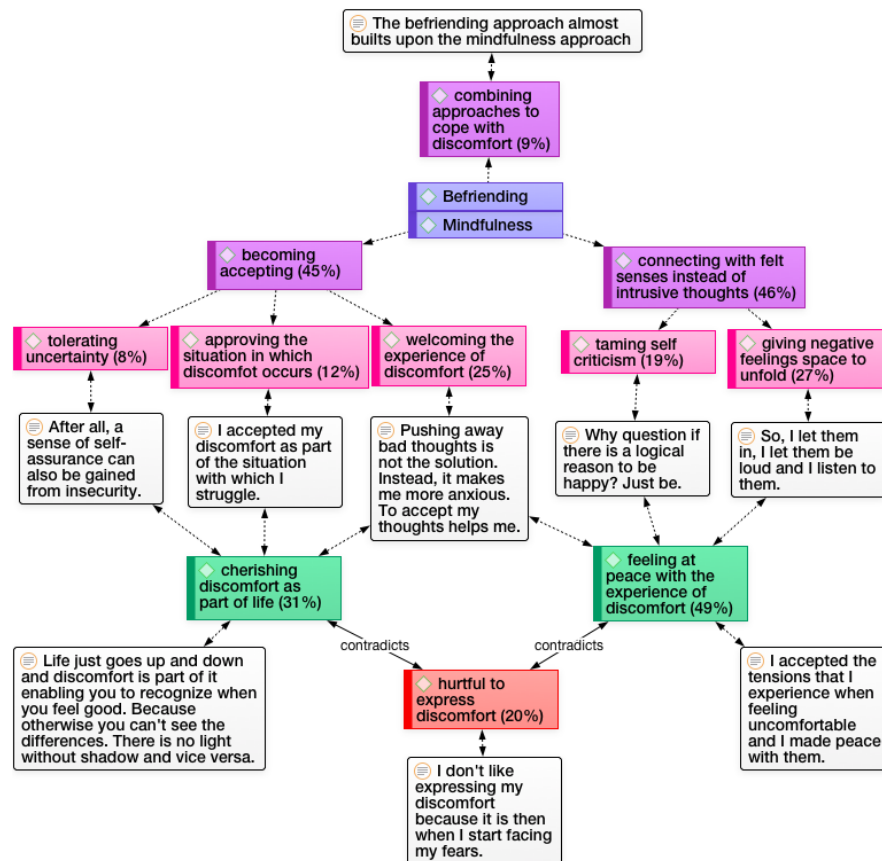 The befriending approach almost
builts upon the mindfulness approach
combining
approaches to
cope with
discomfort (9%)
Befriending
Mindfulness
becoming
accepting (45%)
connecting with felt
senses instead of
intrusive thoughts (46%)
tolerating
uncertainty (8%)
approving the
situation in which
discomfot occurs (12%)
welcoming the
experience of
discomfort (25%)
taming self
criticism (19%)
giving negative
feelings space to
unfold (27%)
After all, a
sense of self-
assurance can
also be gained
from insecurity.
I accepted my
discomfort as part
of the situation
with which I
struggle.
Pushing away
bad thoughts is
not the solution.
Instead, it makes
me more anxious.
To accept my
thoughts helps me.
Why question if
there is a logical
reason to be
happy? Just be.
So, I let them
in, I let them be
loud and I listen to
them.
cherishing
discomfort as
part of life (31%)
feeling at
peace with the
experience of
discomfort (49%)
contradicts
contradicts
Life just goes up and down
and discomfort is part of it
enabling you to recognize when
you feel good. Because
otherwise you can't see the
differences. There is no light
without shadow and vice versa.
hurtful to
express
discomfort (20%)
I accepted the
tensions that I
experience when
feeling
uncomfortable
and I made peace
with them.
I don't like
expressing my
discomfort
because it is then
when I start facing
my fears.